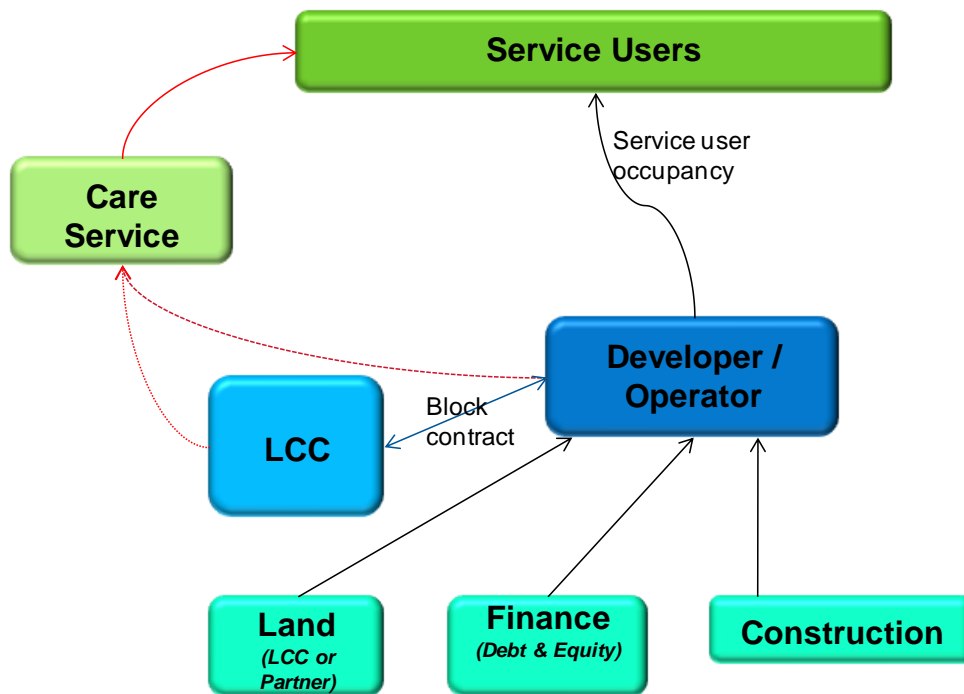 Service Users
Service user
occupancy
Care
Service
Developer /
Operator
Block
contract
LCC
Land
(LCC or
Partner)
Finance
(Debt & Equity)
Construction